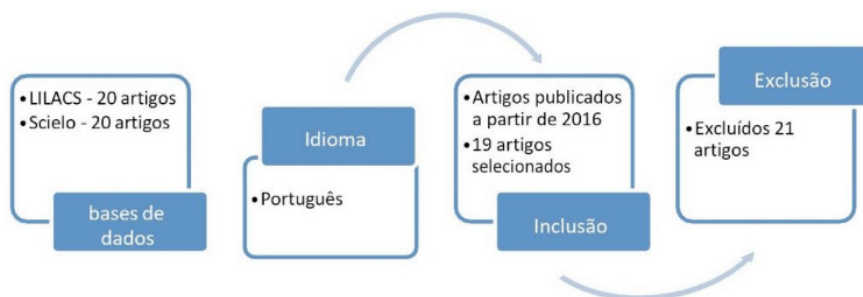 •LILACS - 20 artigos
•Scielo - 20 artigos
bases de
dados
Idioma
•Português
•Artigos publicados
a partir de 2016
•19 artigos
selecionados
Inclusão
Exclusão
•Excluídos 21
artigos